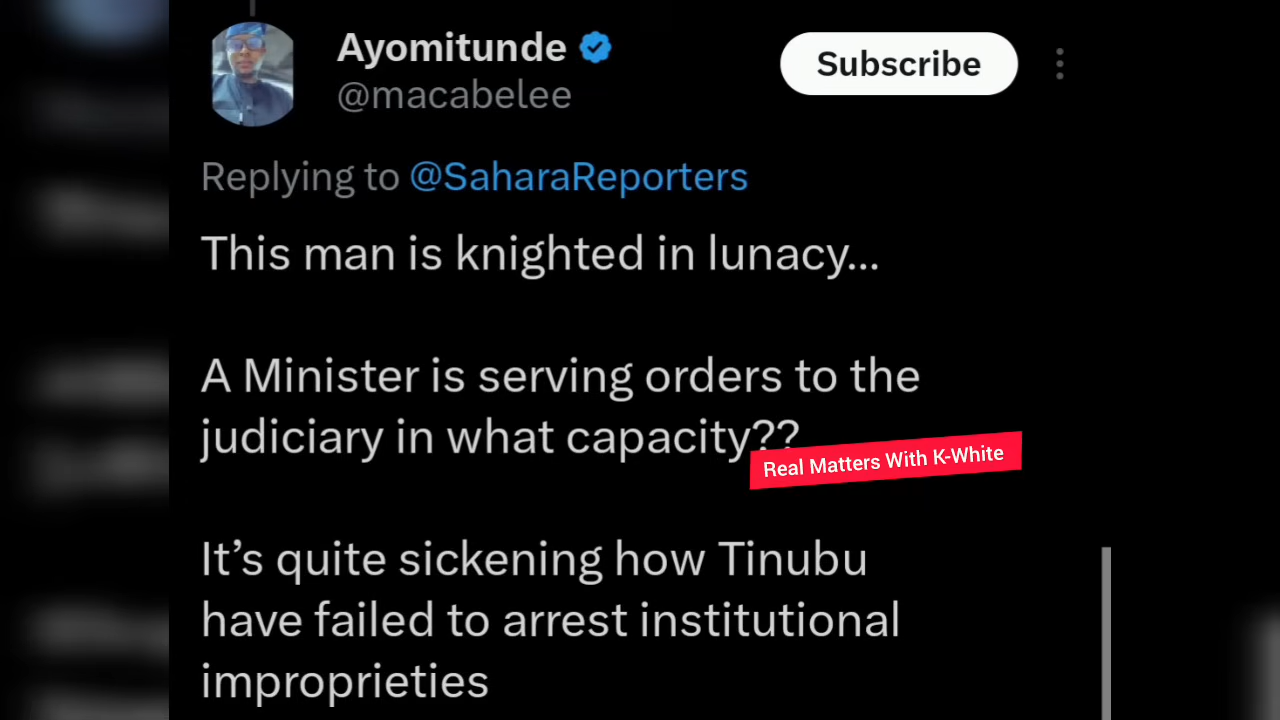 Ayomitunde
Subscribe
@macabelee
Replying to @SaharaReporters
This man is knighted in lunacy...
A Minister is serving orders to the
judiciary in what capacity??
Real Matters With K-White
It’s quite sickening how Tinubu
have failed to arrest institutional
improprieties